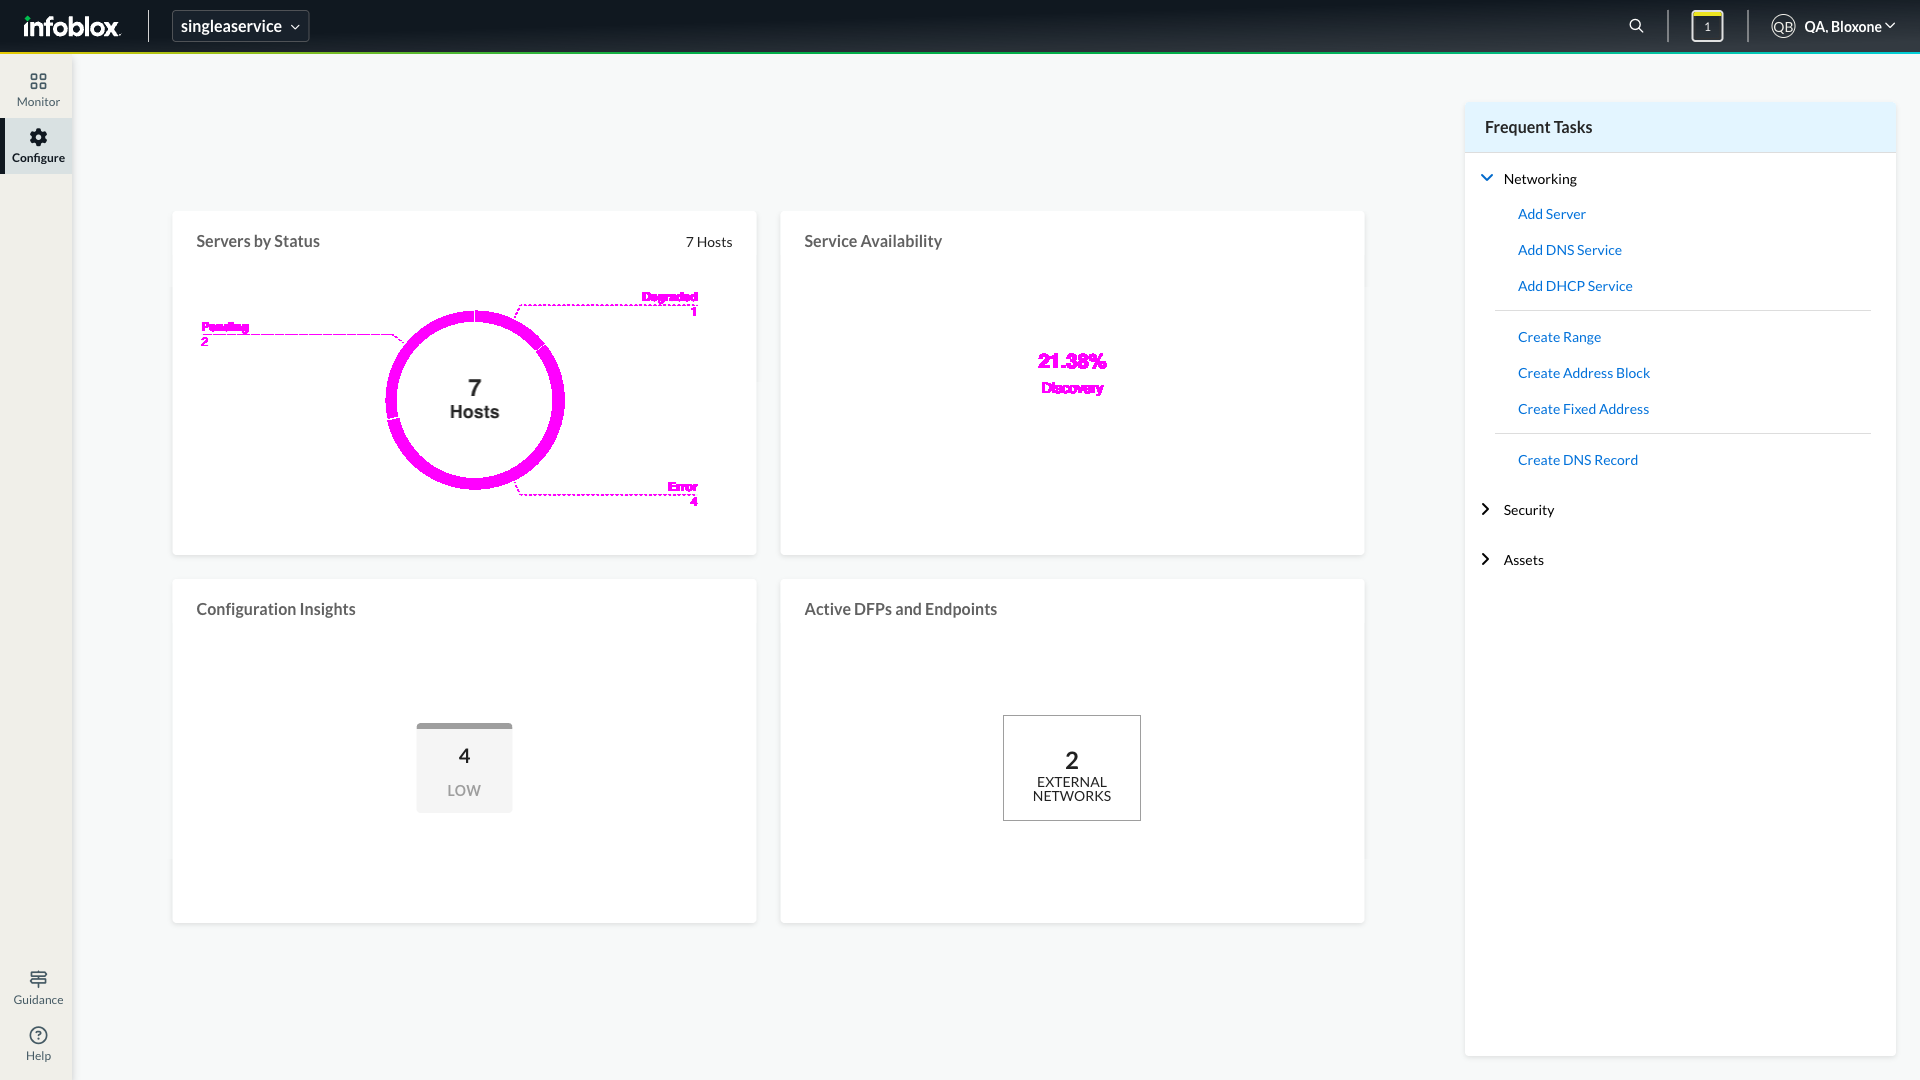 infoblox
singleaservice
1
QB QA, Bloxone
Monitor
Configure
Servers by Status
7 Hosts
Degraded
1
Pending
2
7
Hosts
Error
4
Service Availability
21.38%
Discovery
Configuration Insights
4
LOW
Active DFPs and Endpoints
2
EXTERNAL
NETWORKS
Frequent Tasks
Networking
Add Server
Add DNS Service
Add DHCP Service
Create Range
Create Address Block
Create Fixed Address
Create DNS Record
Security
Assets
Guidance
Help